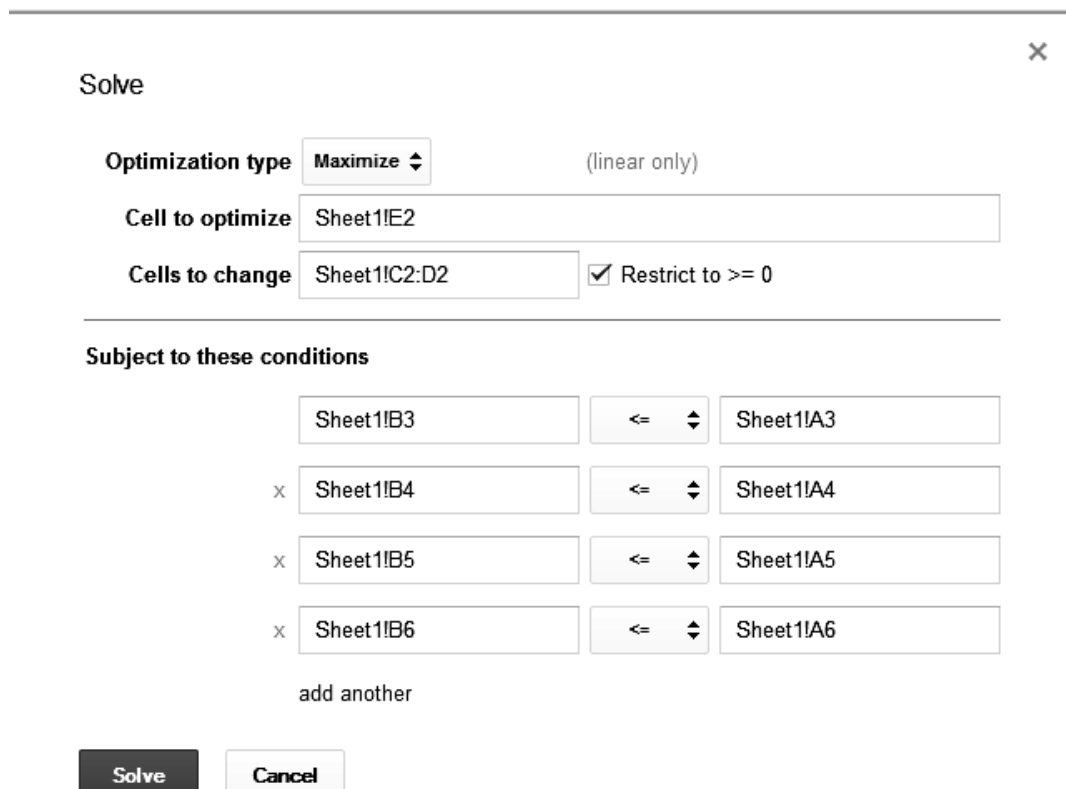 ×
Solve
Optimization type Maximize (linear only)
Cell to optimize Sheet1!E2
Cells to change Sheet1!C2:D2 Restrict to >= 0
Subject to these conditions
Sheet1!B3 <= Sheet1!A3
x Sheet1!B4 <= Sheet1!A4
x Sheet1!B5 <= Sheet1!A5
x Sheet1!B6 <= Sheet1!A6
add another
Solve Cancel